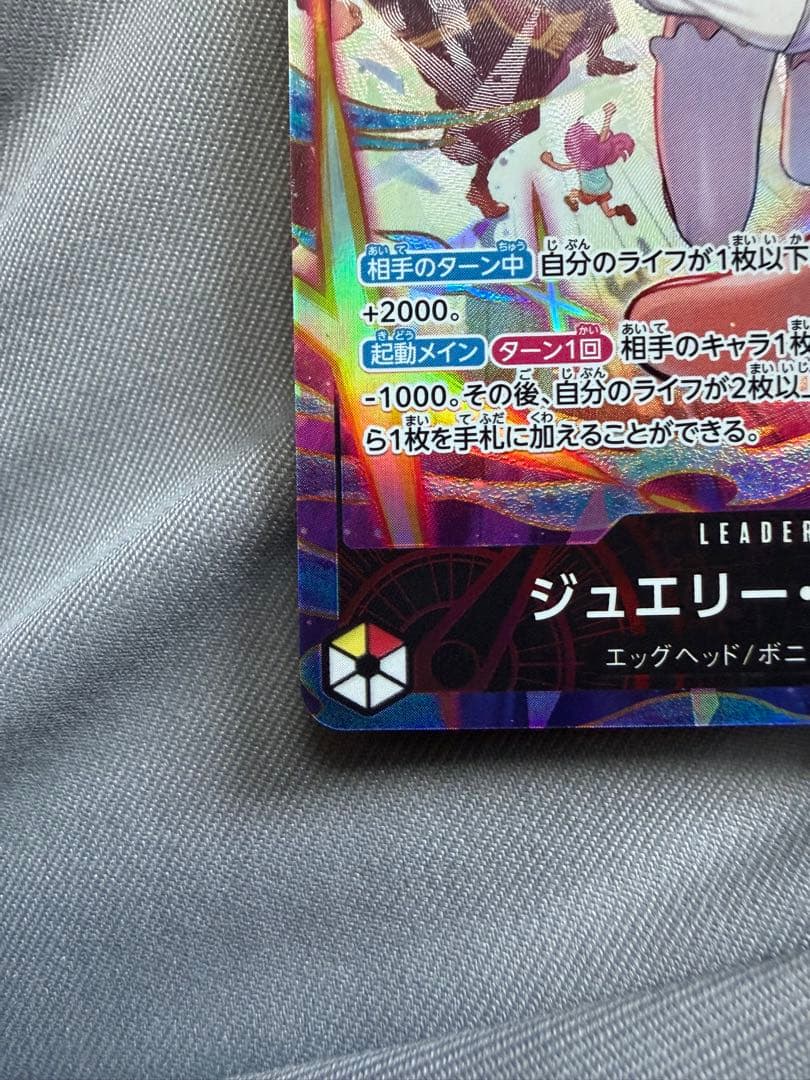 相手のターン中 自分のライフが1枚以下
+2000。
起動メイン ターン1回 相手のキャラ1枚
-1000。その後、自分のライフが2枚以上
ら1枚を手札に加えることができる。
LEADER
ジュエリー・
エッグヘッド/ボニー